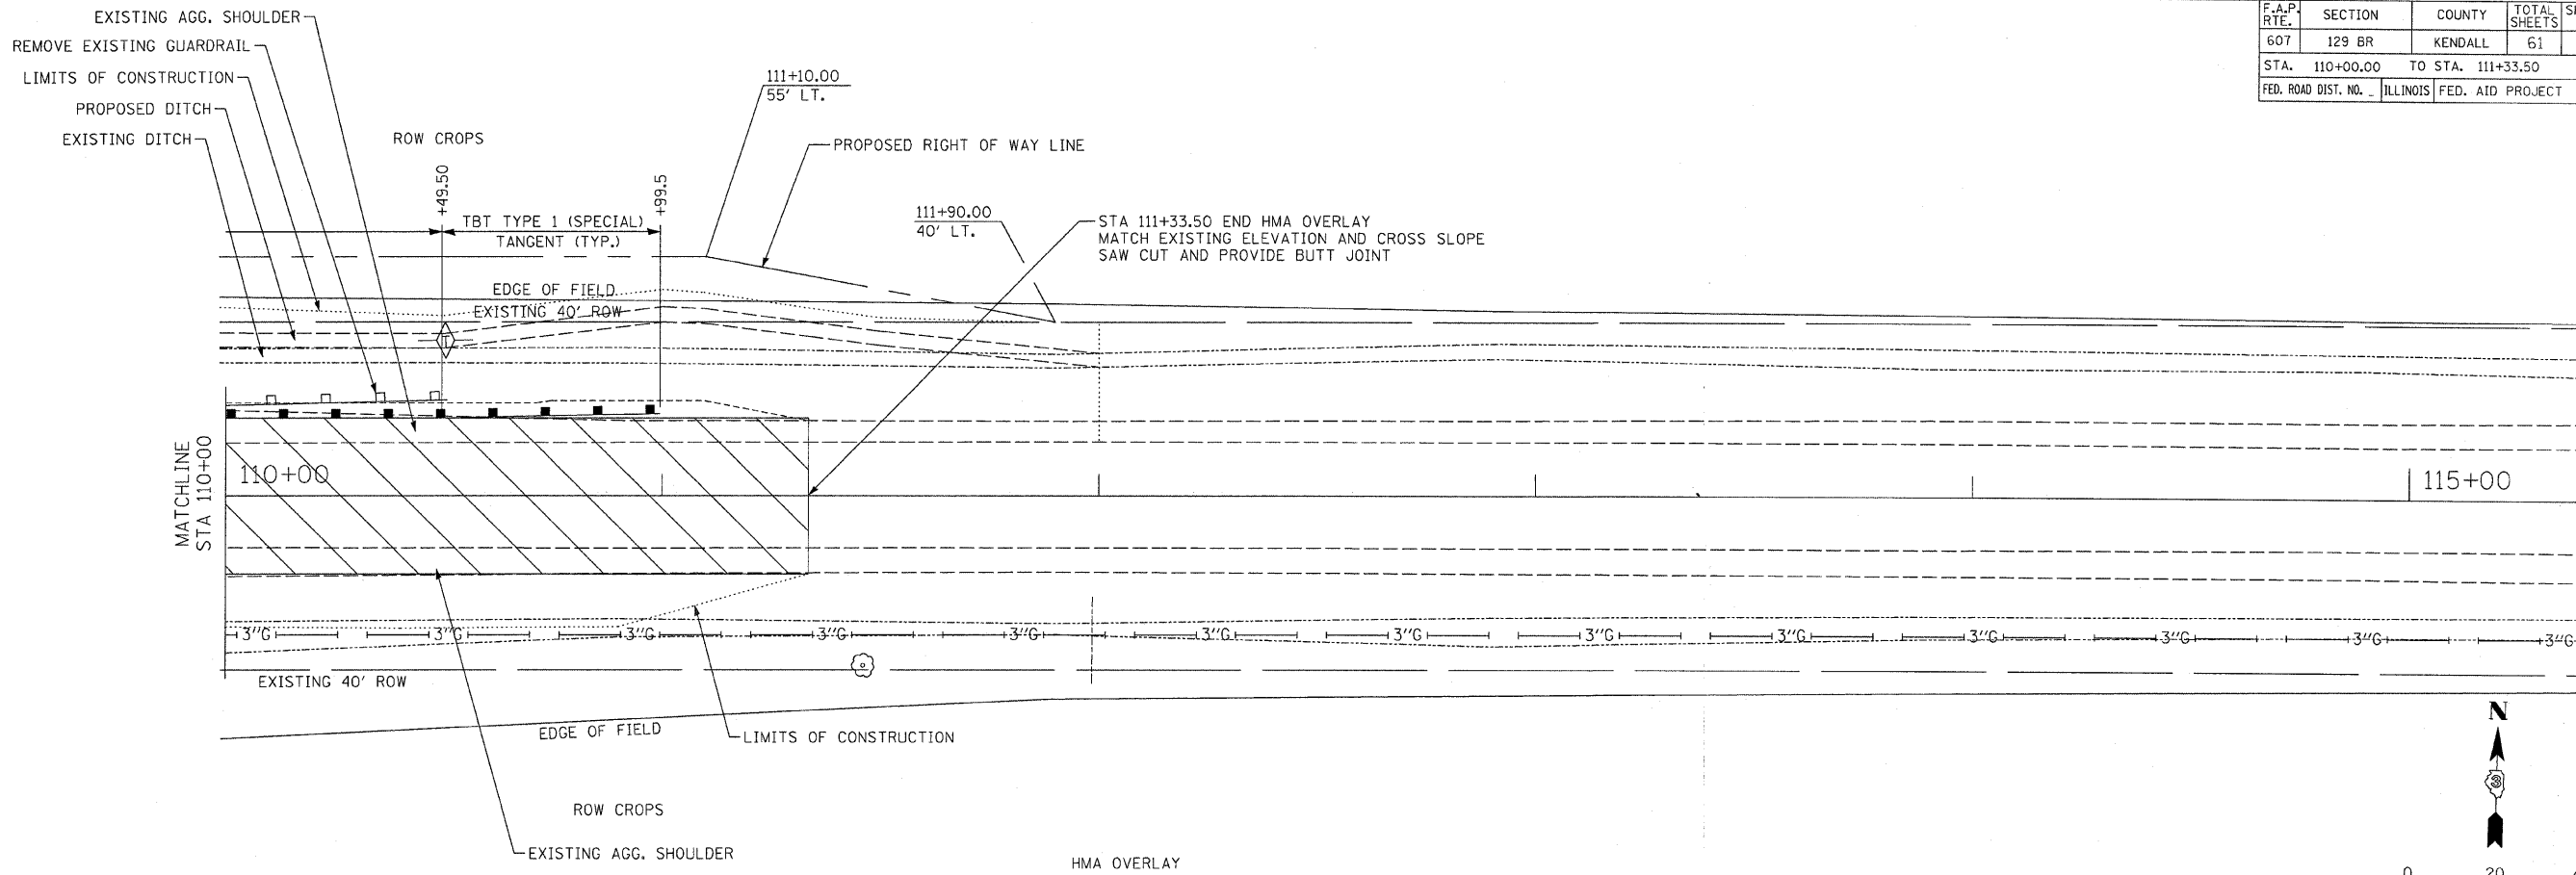 EXISTING AGG. SHOULDER
REMOVE EXISTING GUARDRAIL
LIMITS OF CONSTRUCTION
PROPOSED DITCH
EXISTING DITCH
ROW CROPS
+49.50
+99.5
TBT TYPE 1 (SPECIAL)
TANGENT (TYP.)
111+10.00
55' LT.
PROPOSED RIGHT OF WAY LINE
111+90.00
40' LT.
STA 111+33.50 END HMA OVERLAY
MATCH EXISTING ELEVATION AND CROSS SLOPE
SAW CUT AND PROVIDE BUTT JOINT
F.A.P. RTE. SECTION COUNTY TOTAL SHEETS
607 129 BR KENDALL 61
STA. 110+00.00 TO STA. 111+33.50
FED. ROAD DIST. NO. _ ILLINOIS FED. AID PROJECT
EDGE OF FIELD
EXISTING 40' ROW
T
MATCHLINE
STA 110+00
110+00
115+00
3''G 3''G 3''G 3''G 3''G 3''G 3''G 3''G 3''G 3''G 3''G 3''G 3''G
EXISTING 40' ROW
EDGE OF FIELD
LIMITS OF CONSTRUCTION
N
3
ROW CROPS
EXISTING AGG. SHOULDER
HMA OVERLAY
0 20